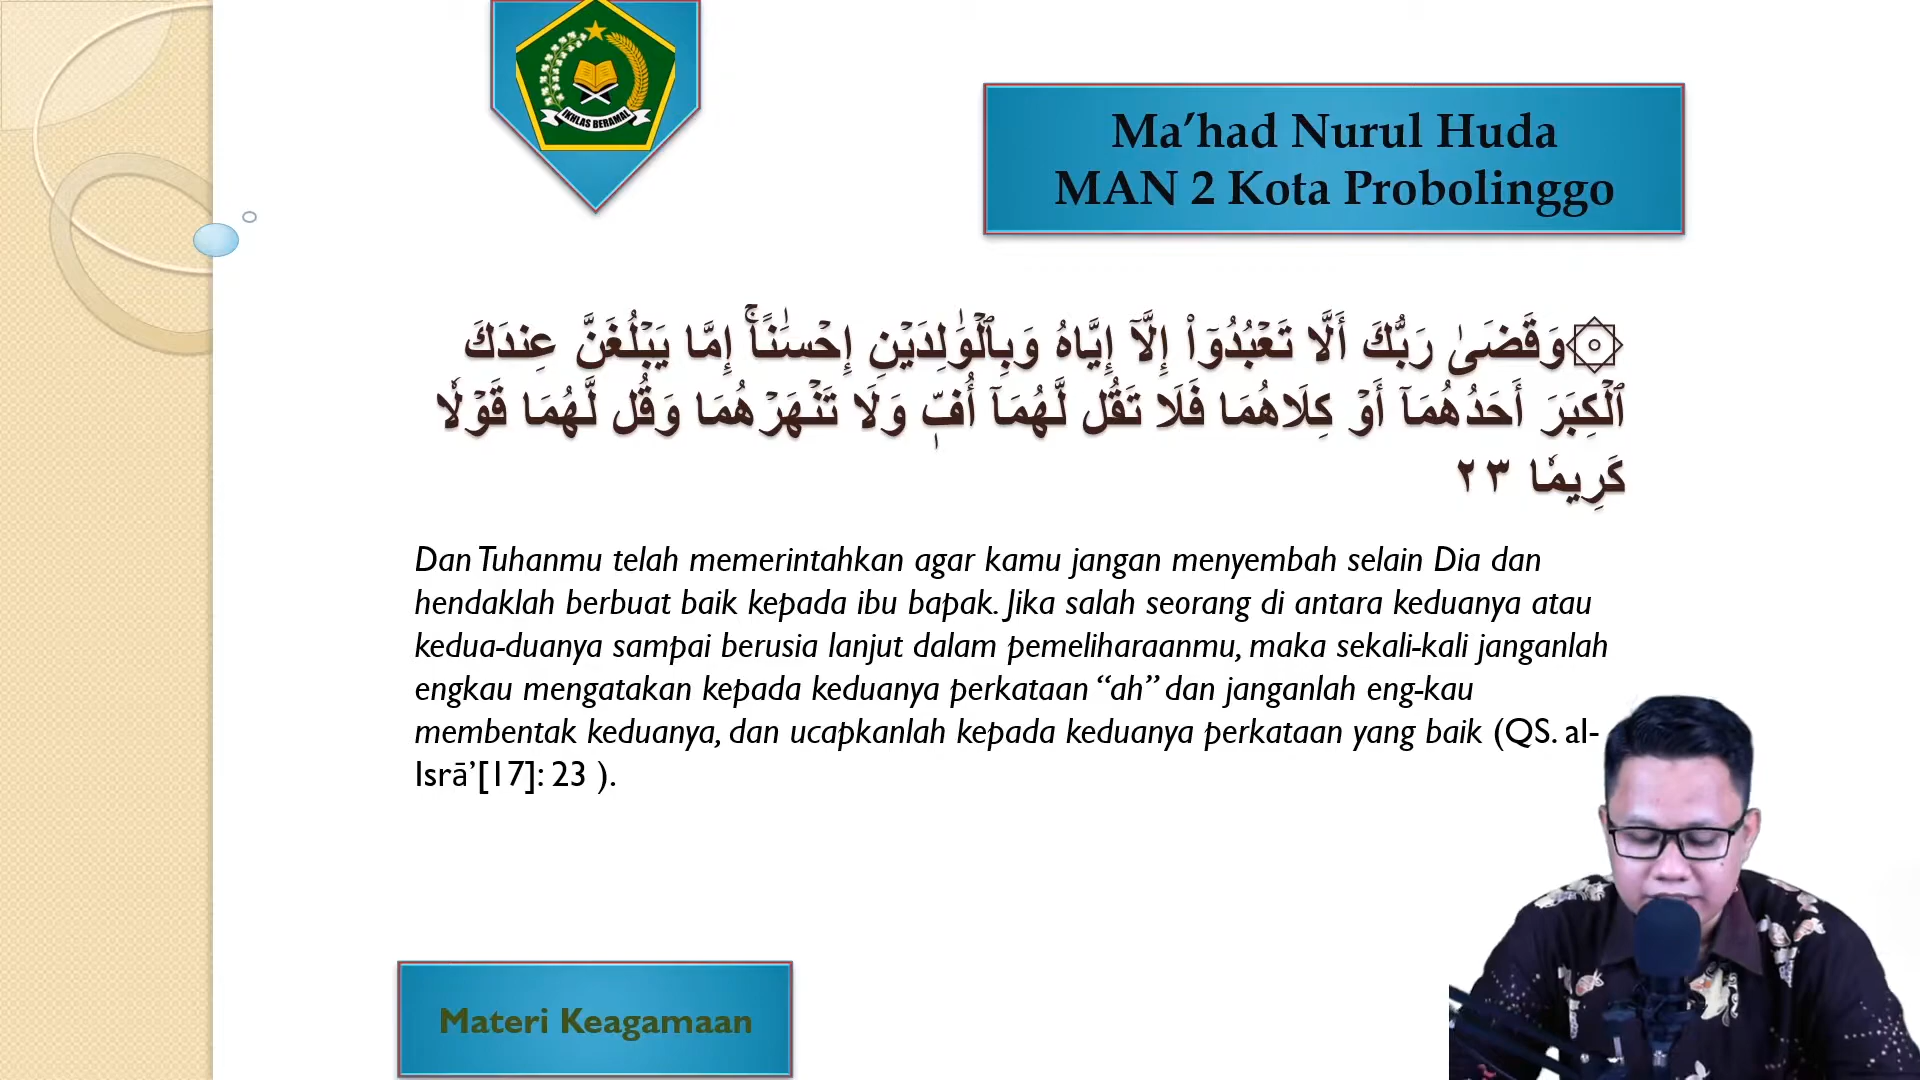 IKHLAS BERAMAL
Ma’had Nurul Huda
MAN 2 Kota Probolinggo
۞وَقَضَىٰ رَبُّكَ أَلَّا تَعۡبُدُوٓاْ إِلَّآ إِيَّاهُ وَبِٱلۡوَٰلِدَيۡنِ إِحۡسَٰنًاۚ إِمَّا يَبۡلُغَنَّ عِندَكَ
ٱلۡكِبَرَ أَحَدُهُمَآ أَوۡ كِلَاهُمَا فَلَا تَقُل لَّهُمَآ أُفّٖ وَلَا تَنۡهَرۡهُمَا وَقُل لَّهُمَا قَوۡلٗا
كَرِيمٗا ٢٣
Dan Tuhanmu telah memerintahkan agar kamu jangan menyembah selain Dia dan
hendaklah berbuat baik kepada ibu bapak. Jika salah seorang di antara keduanya atau
kedua-duanya sampai berusia lanjut dalam pemeliharaanmu, maka sekali-kali janganlah
engkau mengatakan kepada keduanya perkataan “ah” dan janganlah eng-kau
membentak keduanya, dan ucapkanlah kepada keduanya perkataan yang baik (QS. al-
Isrā’[17]: 23 ).
Materi Keagamaan